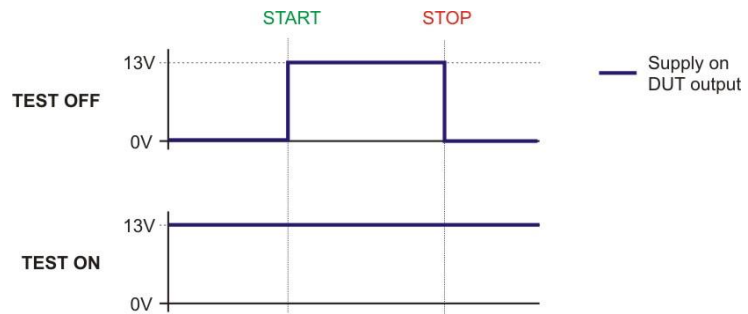 START
STOP
13V
Supply on
DUT output
TEST OFF
0V
13V
TEST ON
0V